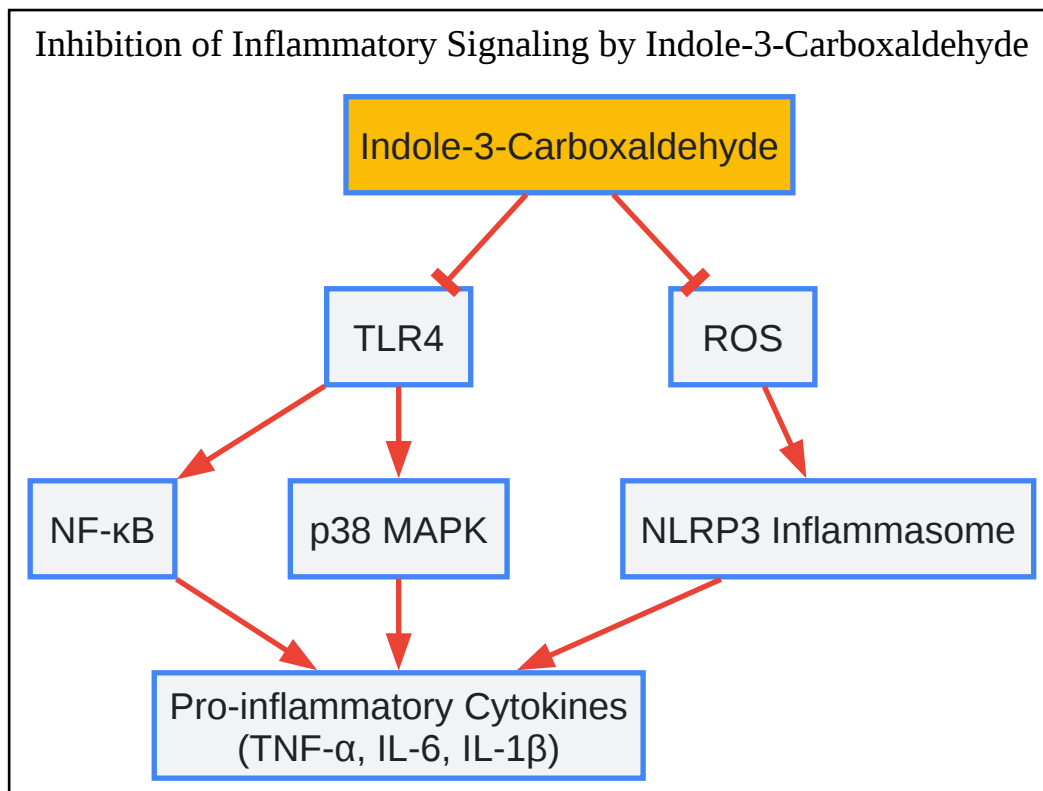 Inhibition of Inflammatory Signaling by Indole-3-Carboxaldehyde
Indole-3-Carboxaldehyde
TLR4
ROS
NF-κB
p38 MAPK
NLRP3 Inflammasome
Pro-inflammatory Cytokines
(TNF-α, IL-6, IL-1β)